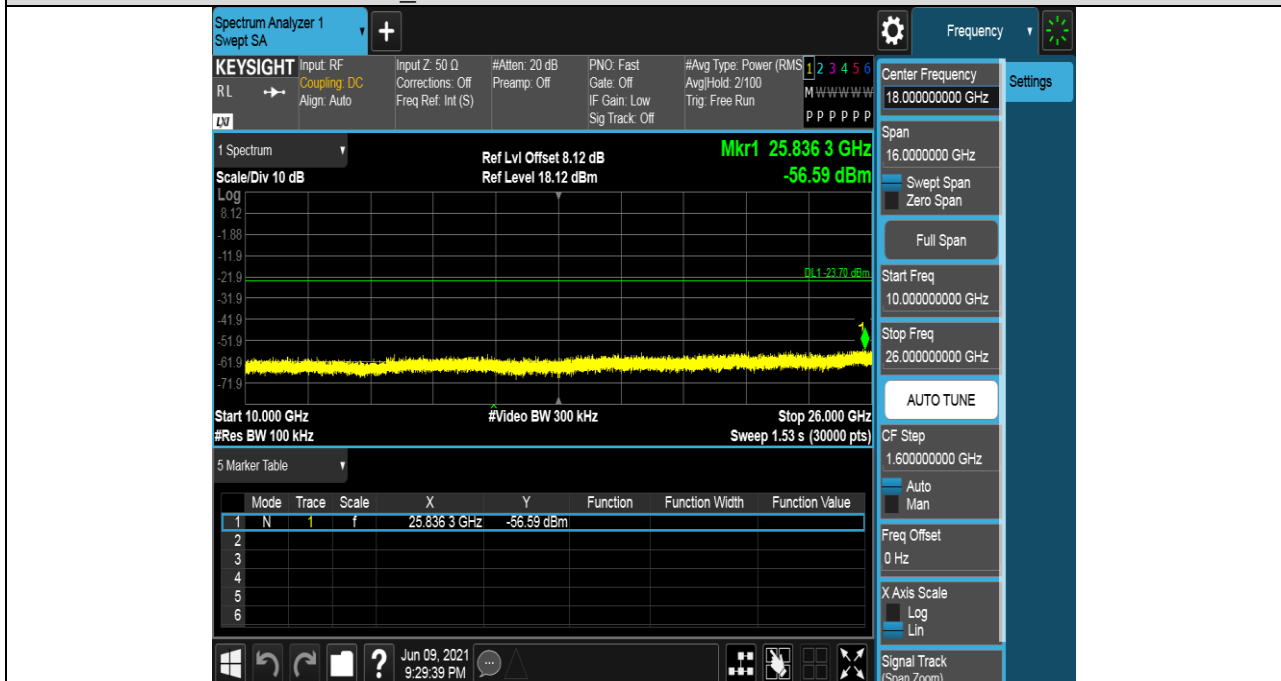 Spectrum Analyzer 1
Swept SA
Frequency
KEYSIGHT
Input: RF
Coupling: DC
Align: Auto
Input Z: 50 Ω
Corrections: Off
Freq Ref: Int (S)
#Atten: 20 dB
Preamp: Off
PNO: Fast
Gate: Off
IF Gain: Low
Sig Track: Off
#Avg Type: Power (RMS
Avg|Hold: 2/100
Trig: Free Run
1 2 3 4 5 6
M W W W W W
P P P P P P
RL
LXI
1 Spectrum
Scale/Div 10 dB
Log
Ref Lvl Offset 8.12 dB
Ref Level 18.12 dBm
Mkr1 25.836 3 GHz
-56.59 dBm
8.12
-1.88
-11.9
-21.9
-31.9
-41.9
-51.9
-61.9
-71.9
DL1 -23.70 dBm
1
Start 10.000 GHz
#Video BW 300 kHz
Stop 26.000 GHz
#Res BW 100 kHz
Sweep 1.53 s (30000 pts)
5 Marker Table
Mode Trace Scale X Y Function Function Width Function Value
1 N 1 f 25.836 3 GHz -56.59 dBm
2
3
4
5
6
Jun 09, 2021
9:29:39 PM
Center Frequency
18.000000000 GHz
Settings
Span
16.0000000 GHz
Swept Span
Zero Span
Full Span
Start Freq
10.000000000 GHz
Stop Freq
26.000000000 GHz
AUTO TUNE
CF Step
1.600000000 GHz
Auto
Man
Freq Offset
0 Hz
X Axis Scale
Log
Lin
Signal Track
(Span Zoom)